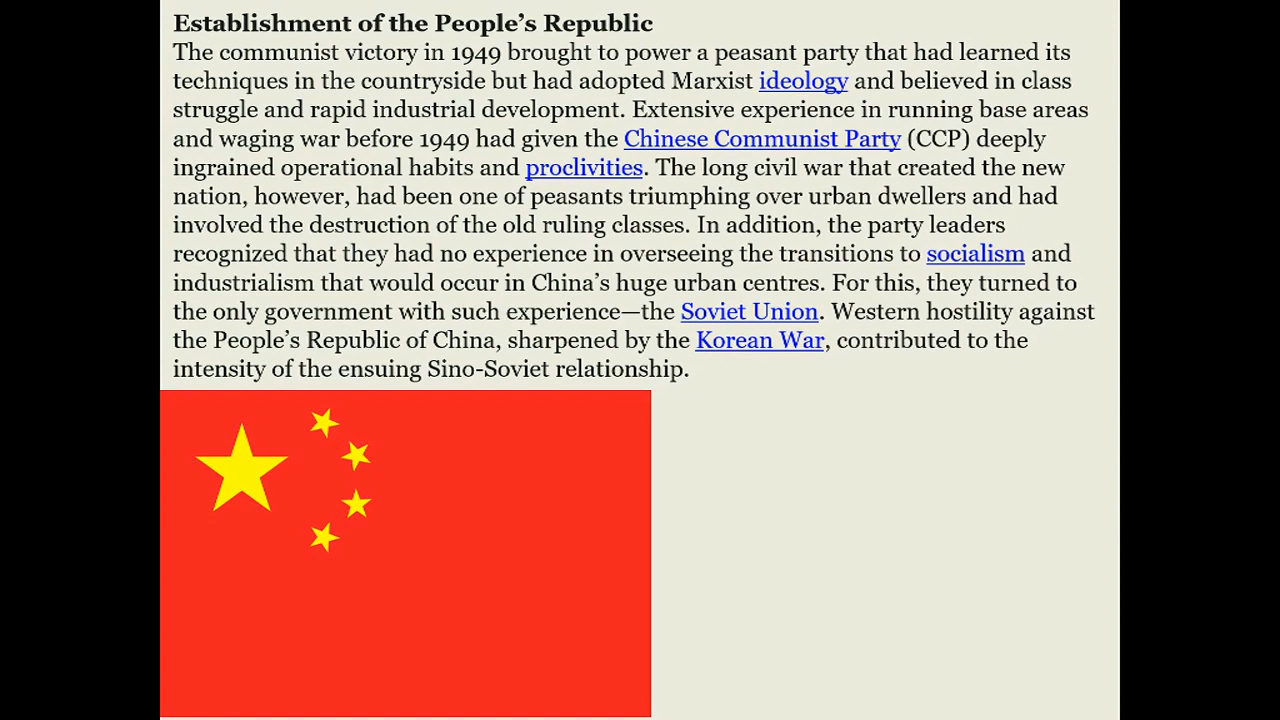 Establishment of the People’s Republic
The communist victory in 1949 brought to power a peasant party that had learned its
techniques in the countryside but had adopted Marxist ideology and believed in class
struggle and rapid industrial development. Extensive experience in running base areas
and waging war before 1949 had given the Chinese Communist Party (CCP) deeply
ingrained operational habits and proclivities. The long civil war that created the new
nation, however, had been one of peasants triumphing over urban dwellers and had
involved the destruction of the old ruling classes. In addition, the party leaders
recognized that they had no experience in overseeing the transitions to socialism and
industrialism that would occur in China’s huge urban centres. For this, they turned to
the only government with such experience—the Soviet Union. Western hostility against
the People’s Republic of China, sharpened by the Korean War, contributed to the
intensity of the ensuing Sino-Soviet relationship.